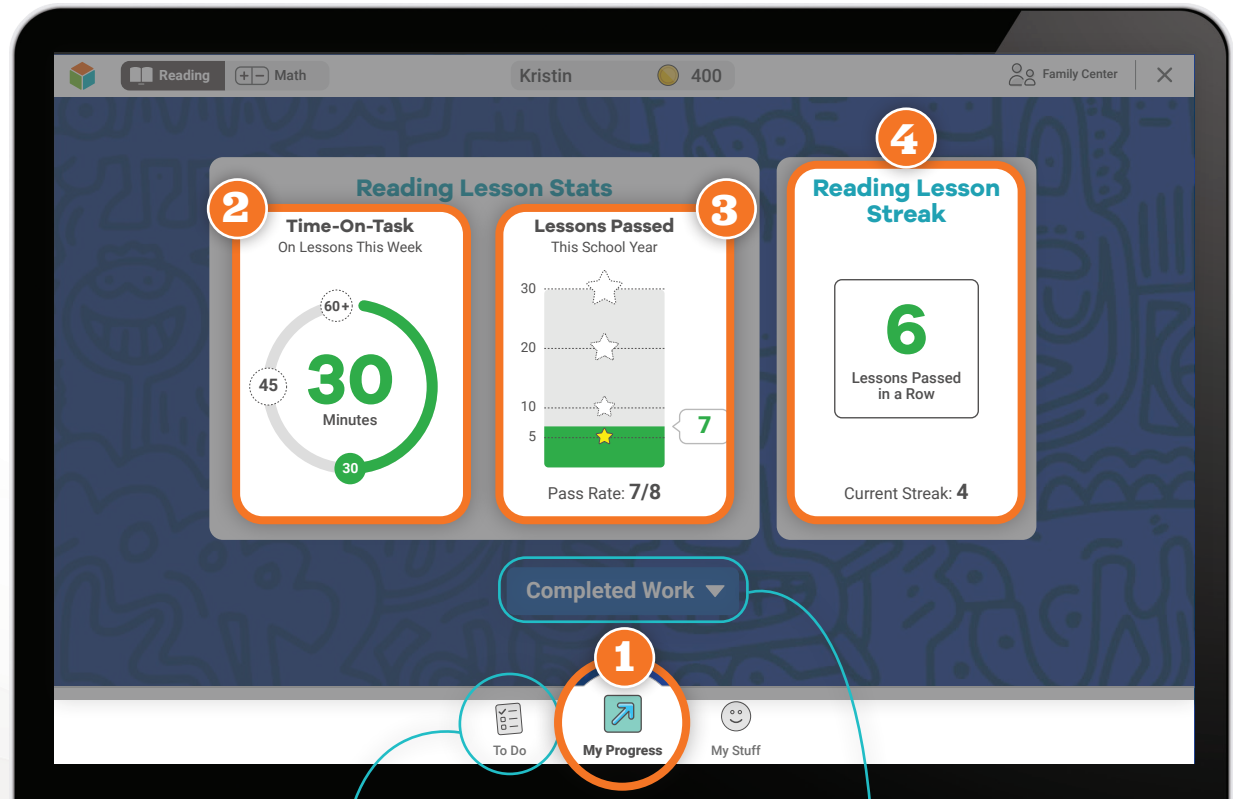 Reading
Math
Kristin
400
Family Center
4
Reading Lesson Stats
2
3
Time-On-Task
On Lessons This Week
60+
45
30
Minutes
30
Lessons Passed
This School Year
30
20
10
5
7
Pass Rate: 7/8
Reading Lesson
Streak
6
Lessons Passed
in a Row
Current Streak: 4
Completed Work
1
To Do
My Progress
My Stuff